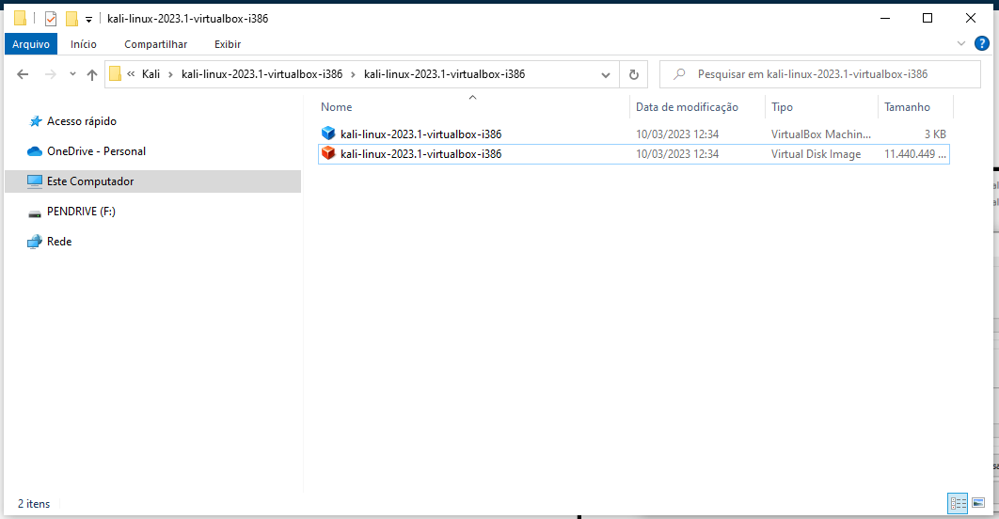 kali-linux-2023.1-virtualbox-i386
Arquivo Início Compartilhar Exibir
« Kali › kali-linux-2023.1-virtualbox-i386 › kali-linux-2023.1-virtualbox-i386 Pesquisar em kali-linux-2023.1-virtualbox-i386
Nome Data de modificação Tipo Tamanho
Acesso rápido
OneDrive - Personal
Este Computador
PENDRIVE (F:)
Rede
kali-linux-2023.1-virtualbox-i386 10/03/2023 12:34 VirtualBox Machin... 3 KB
kali-linux-2023.1-virtualbox-i386 10/03/2023 12:34 Virtual Disk Image 11.440.449 ...
2 itens